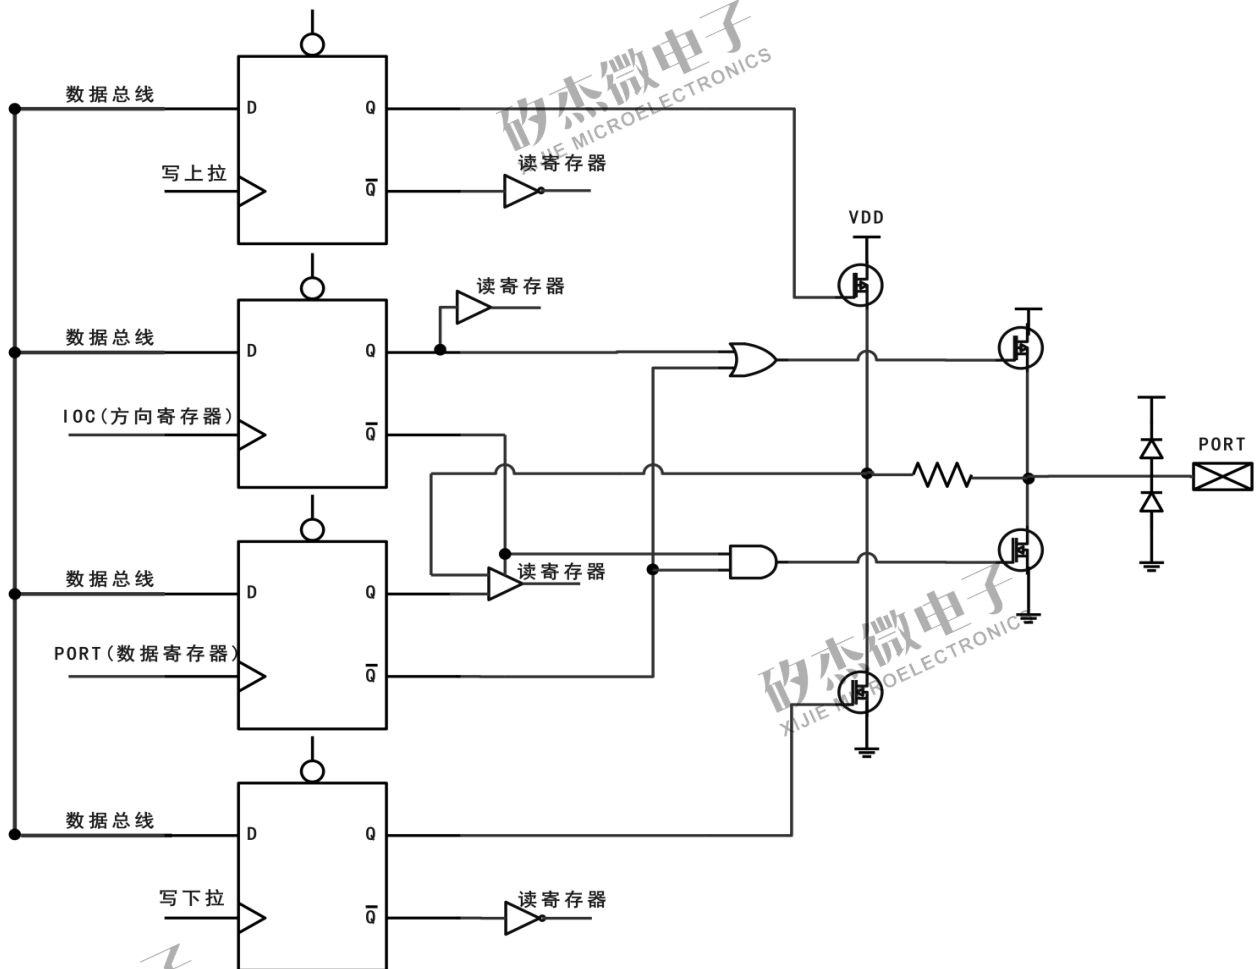 矽杰微电子
XIJIE MICROELECTRONICS
数据总线
D
Q
写上拉
Q
读寄存器
VDD
读寄存器
数据总线
D
Q
IOC(方向寄存器)
Q
PORT
数据总线
D
Q
读寄存器
PORT(数据寄存器)
Q
矽杰微电子
XIJIE MICROELECTRONICS
数据总线
D
Q
写下拉
Q
读寄存器
子